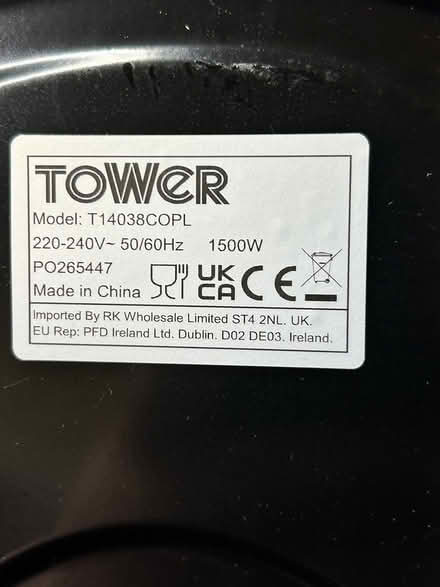 TOWER
Model: T14038COPL
220-240V~ 50/60Hz 1500W
PO265447
UK
CA CE
Made in China
Imported By RK Wholesale Limited ST4 2NL. UK.
EU Rep: PFD Ireland Ltd. Dublin. D02 DE03. Ireland.